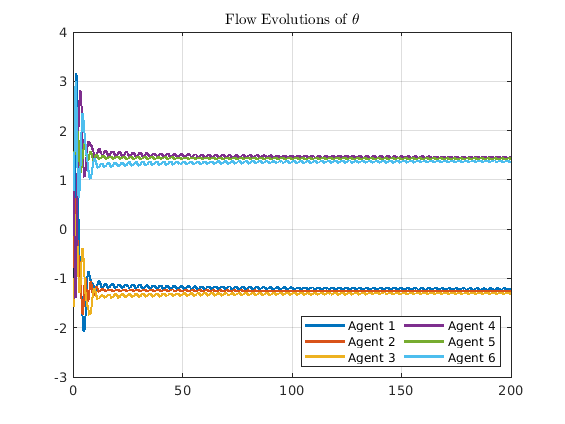 Flow Evolutions of θ
4
3
2
1
0
-1
-2
-3
0 50 100 150 200
Agent 1 Agent 4
Agent 2 Agent 5
Agent 3 Agent 6